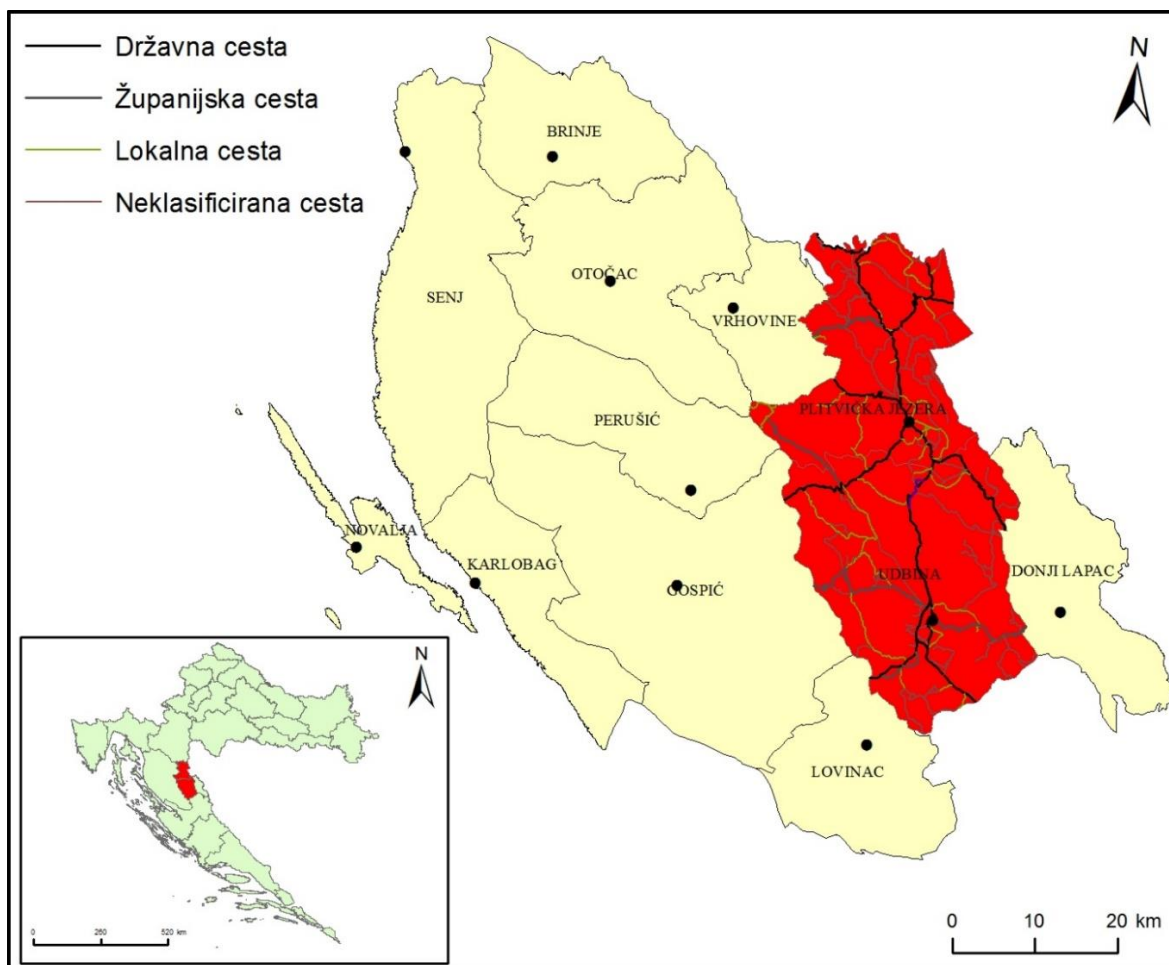 Državna cesta
Županijska cesta
Lokalna cesta
Neklasificirana cesta
N
BRINJE
OTOČAC
SENJ
VRHOVINE
PERUŠIĆ
PLITVIČKA JEZERA
NOVALJA
KARLOBAG
GOSPIĆ
UDBINA
DONJI LAPAC
LOVINAC
N
0 260 520 km
0 10 20 km